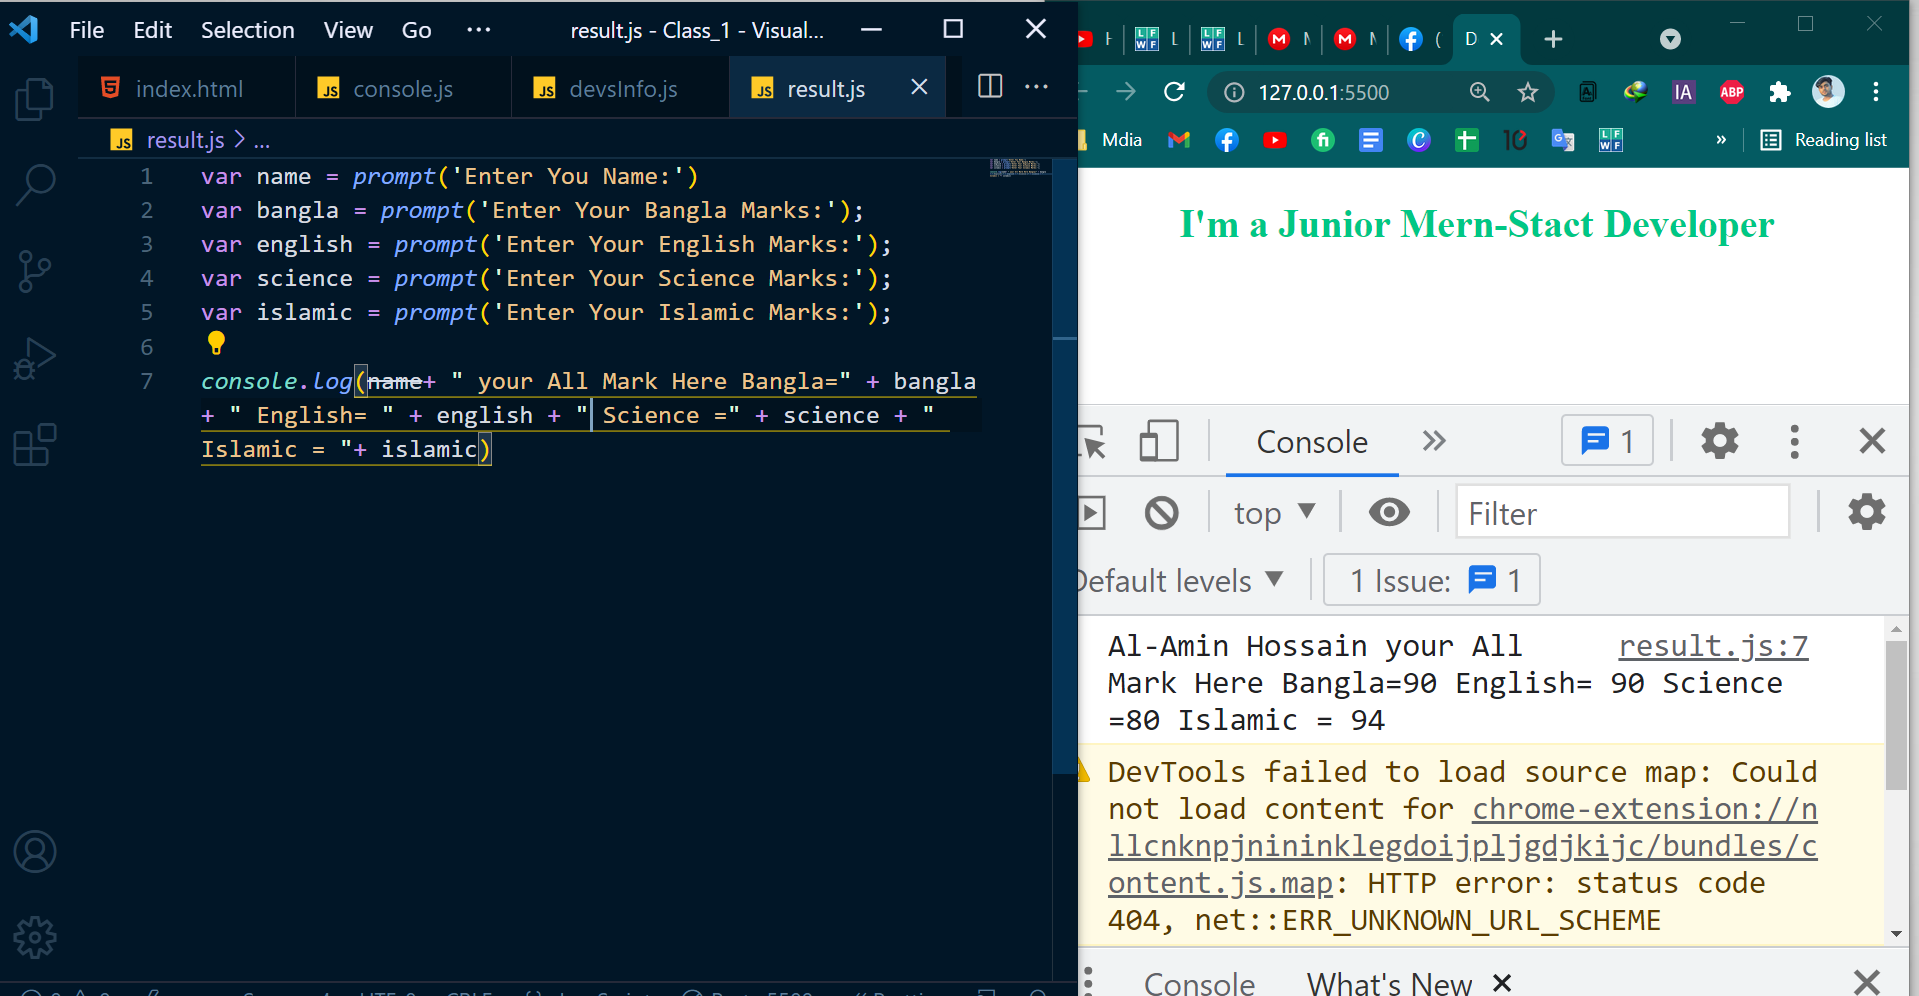 File Edit Selection View Go ··· result.js - Class_1 - Visual...
index.html console.js devsInfo.js result.js
result.js > ...
1 var name = prompt('Enter You Name:')
2 var bangla = prompt('Enter Your Bangla Marks:');
3 var english = prompt('Enter Your English Marks:');
4 var science = prompt('Enter Your Science Marks:');
5 var islamic = prompt('Enter Your Islamic Marks:');
6
7 console.log(name+ " your All Mark Here Bangla=" + bangla
+ " English= " + english + " Science =" + science + "
Islamic = "+ islamic)
D
127.0.0.1:5500
IA ABP
Mdia
» Reading list
I'm a Junior Mern-Stact Developer
Console 1
top Filter
Default levels 1 Issue: 1
Al-Amin Hossain your All result.js:7
Mark Here Bangla=90 English= 90 Science
=80 Islamic = 94
DevTools failed to load source map: Could
not load content for chrome-extension://n
llcnknpjnininklegdoijpljgdjkijc/bundles/c
ontent.js.map: HTTP error: status code
404, net::ERR_UNKNOWN_URL_SCHEME
Console What's New